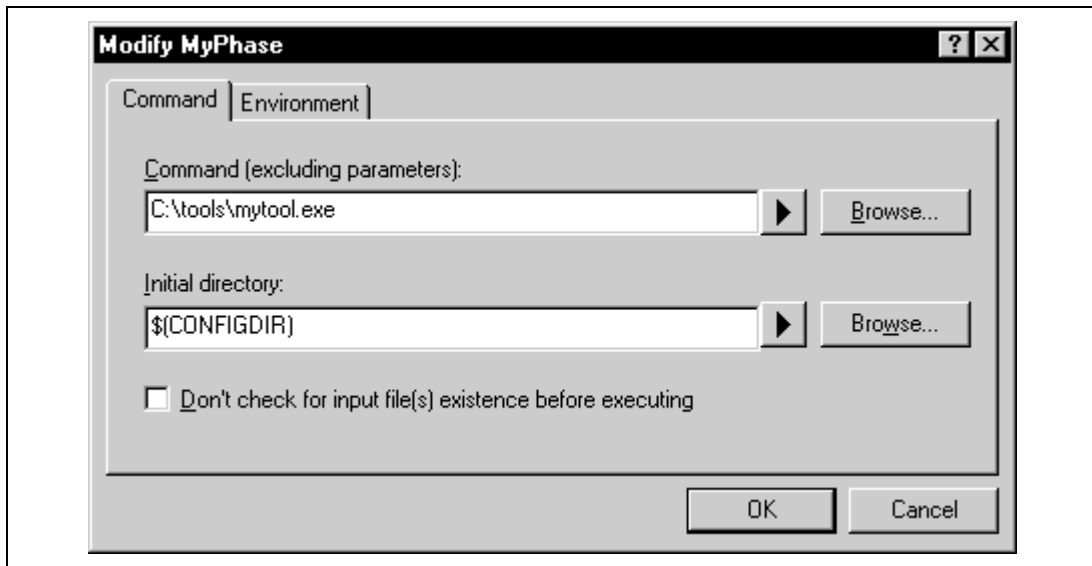 Modify MyPhase
Command Environment
Command (excluding parameters):
C:\tools\mytool.exe Browse...
Initial directory:
$(CONFIGDIR) Browse...
Don't check for input file(s) existence before executing
OK Cancel